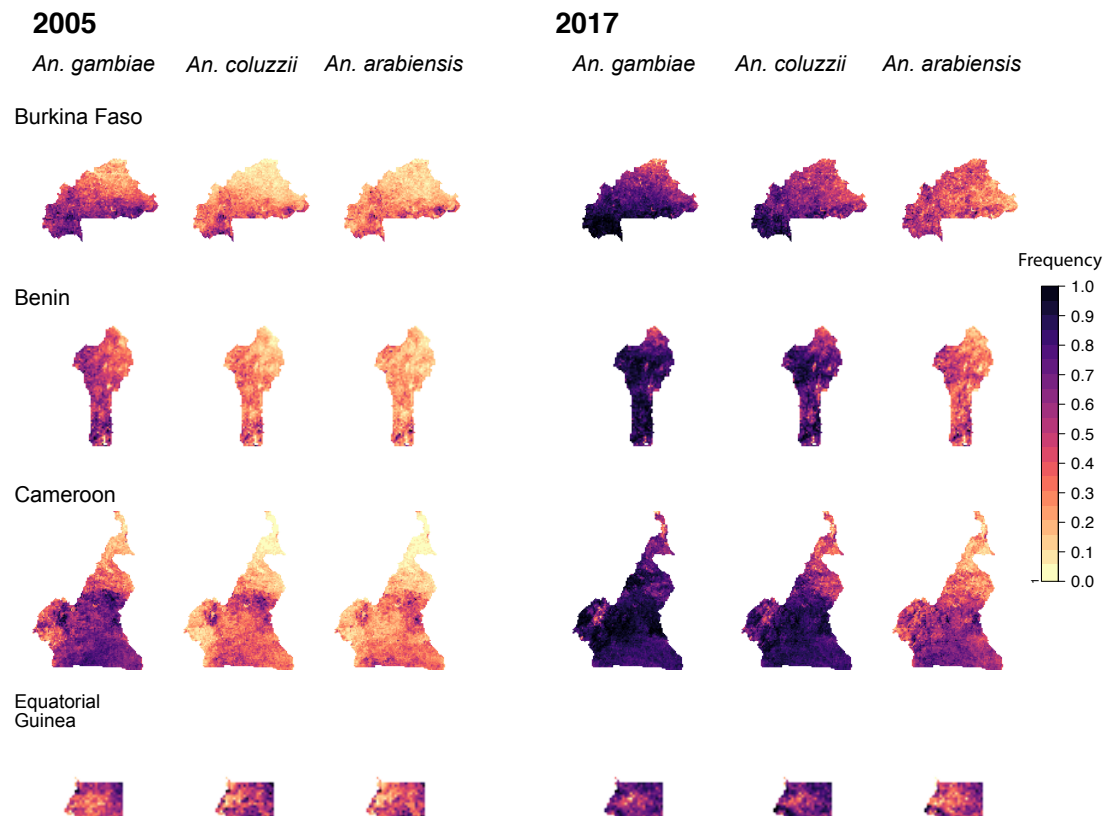 2005
2017
An. gambiae An. coluzzii An. arabiensis
An. gambiae An. coluzzii An. arabiensis
Burkina Faso
Frequency
1.0
0.9
0.8
0.7
0.6
0.5
0.4
0.3
0.2
0.1
0.0
1
Benin
Cameroon
Equatorial
Guinea